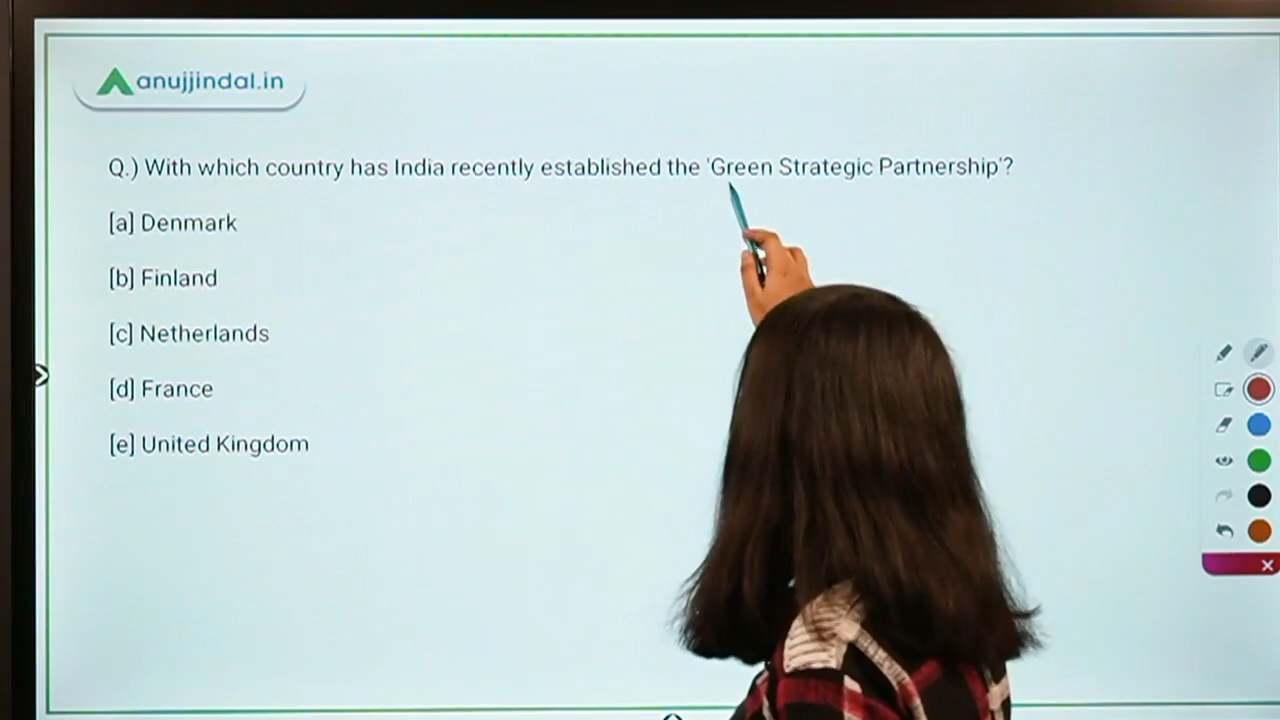 anujjindal.in
Q.) With which country has India recently established the 'Green Strategic Partnership'?
[a] Denmark
[b] Finland
[c] Netherlands
[d] France
[e] United Kingdom